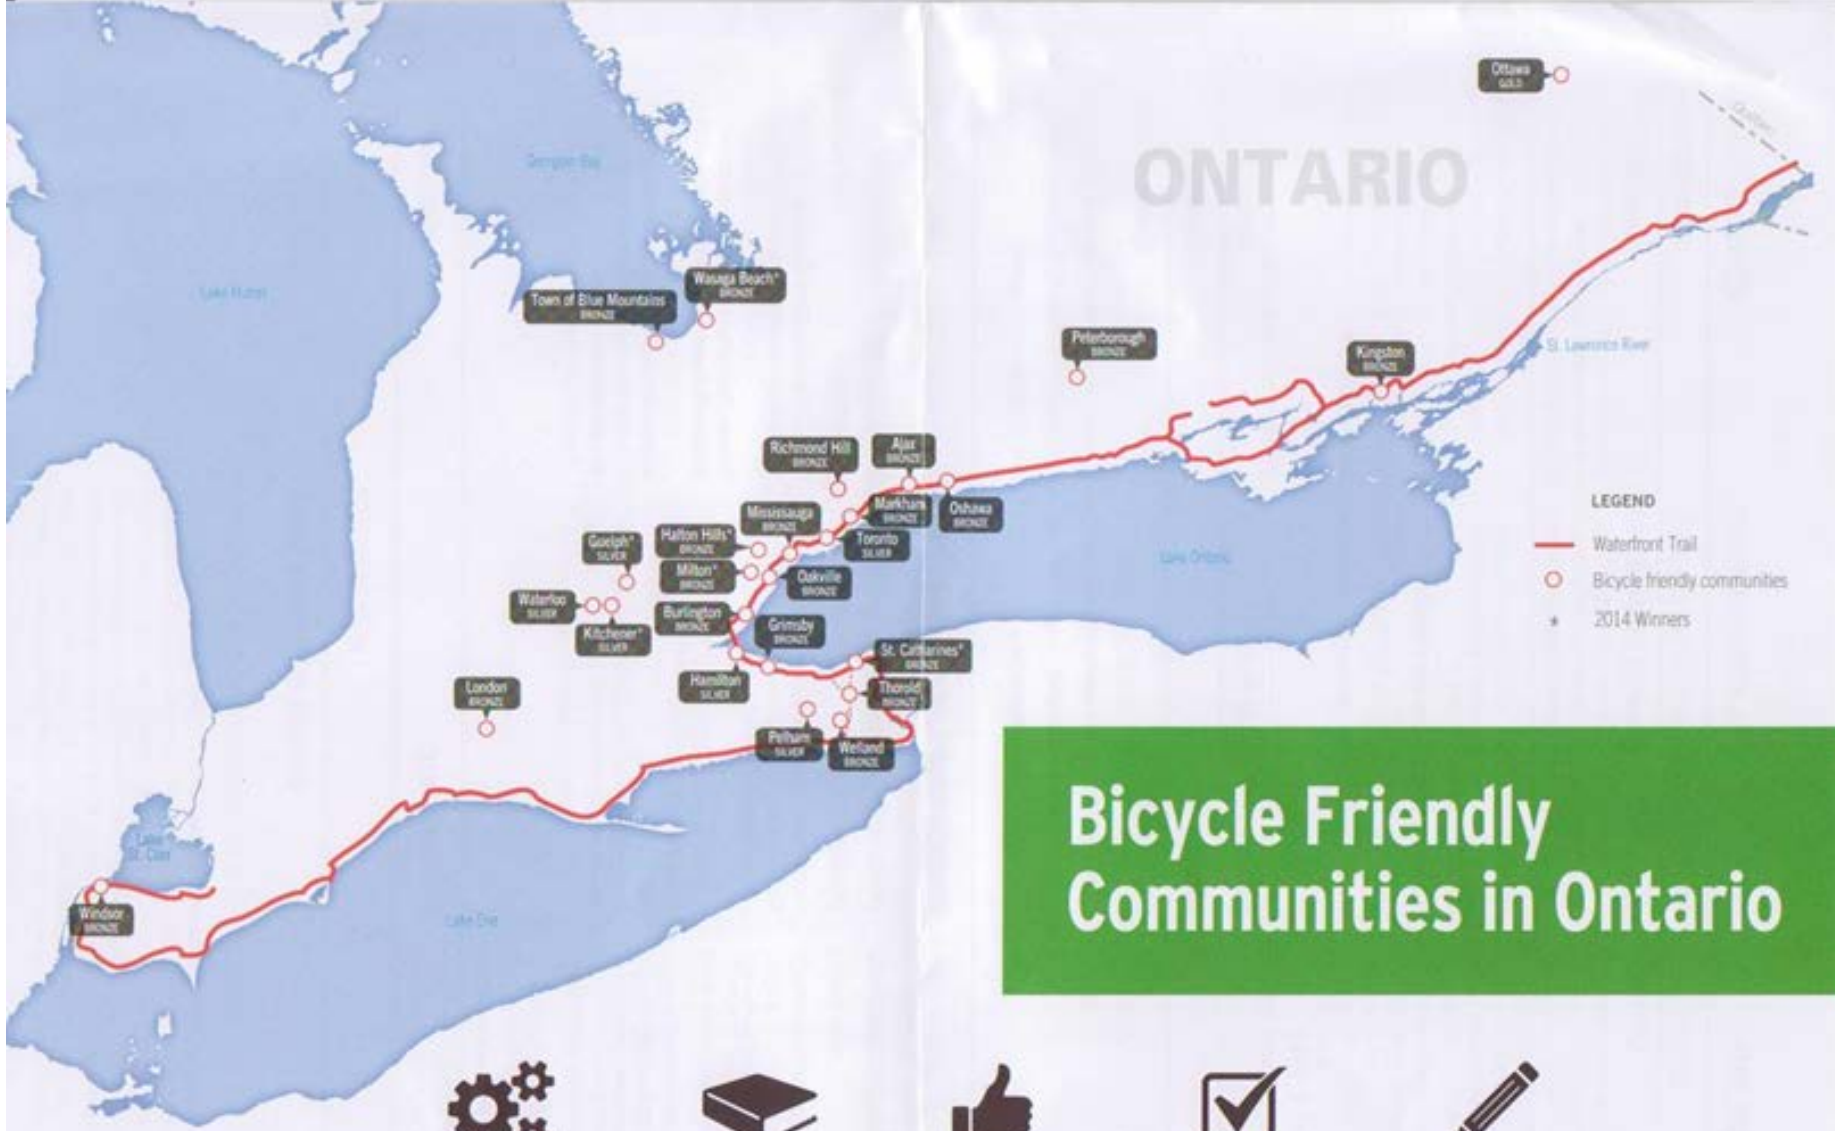 Ottawa
GOLD
Quebec
ONTARIO
Georgian Bay
Lake Huron
Wasaga Beach*
BRONZE
Town of Blue Mountains
BRONZE
Peterborough
BRONZE
Kingston
BRONZE
St. Lawrence River
Richmond Hill
BRONZE
Ajax
BRONZE
Markham
BRONZE
Oshawa
BRONZE
Mississauga
BRONZE
Halton Hills*
BRONZE
Toronto
SILVER
Guelph*
SILVER
Milton*
BRONZE
Oakville
BRONZE
Lake Ontario
Waterloo
SILVER
Kitchener*
SILVER
Burlington
BRONZE
Grimsby
BRONZE
St. Catharines*
BRONZE
Hamilton
SILVER
Thorold
BRONZE
London
BRONZE
Pelham
SILVER
Welland
BRONZE
Lake
St. Clair
Windsor
BRONZE
Lake Erie
LEGEND
Waterfront Trail
Bicycle friendly communities
* 2014 Winners
Bicycle Friendly
Communities in Ontario